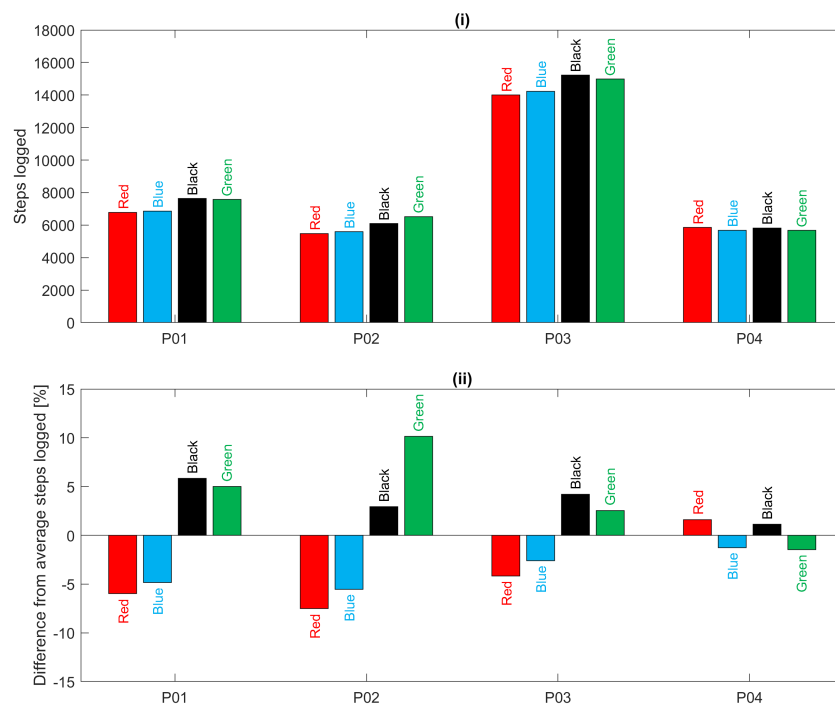 (i)
Steps logged
18000
16000
14000
12000
10000
8000
6000
4000
2000
0
Red
Blue
Black
Green
Red
Blue
Black
Green
Red
Blue
Black
Green
Red
Blue
Black
Green
P01
P02
P03
P04
(ii)
Difference from average steps logged [%]
15
10
5
0
-5
-10
-15
Red
Blue
Black
Green
Red
Blue
Black
Green
Red
Blue
Black
Green
Red
Blue
Black
Green
P01
P02
P03
P04